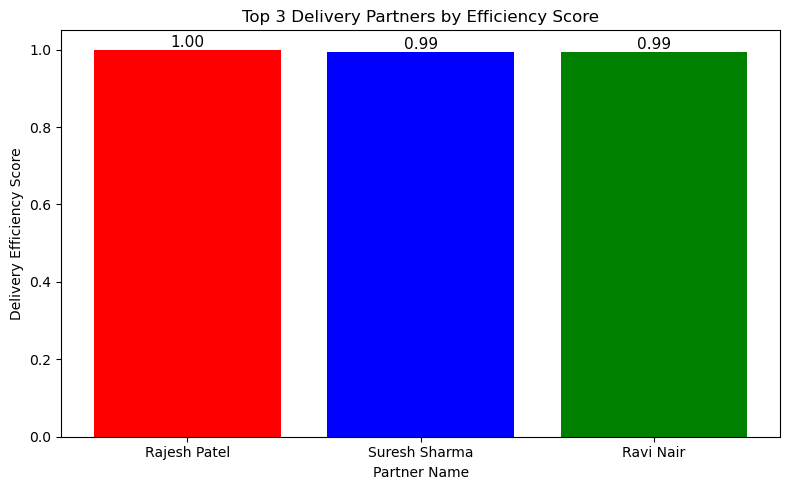 Top 3 Delivery Partners by Efficiency Score
1.00
0.99
0.99
1.0
0.8
0.6
0.4
0.2
0.0
Delivery Efficiency Score
Rajesh Patel
Suresh Sharma
Ravi Nair
Partner Name